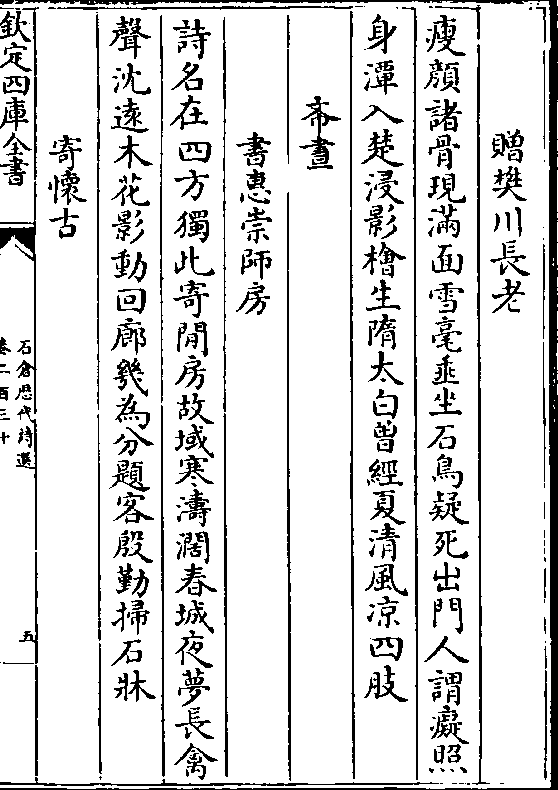 贈樊川長老
瘦顔諸骨現滿面雪毫垂坐石鳥疑死出門人謂癡照
身潭入楚浸影檜生隋太白曽經夏清風凉四肢
希晝
書惠崇師房
詩名在四方獨此寄閒房故域寒濤濶春城夜夢長禽
聲沈遠木花影動回廊幾為分題客殷勤掃石牀
寄懷古
欽定四庫全書
石倉歴代詩選
卷二百三十
五